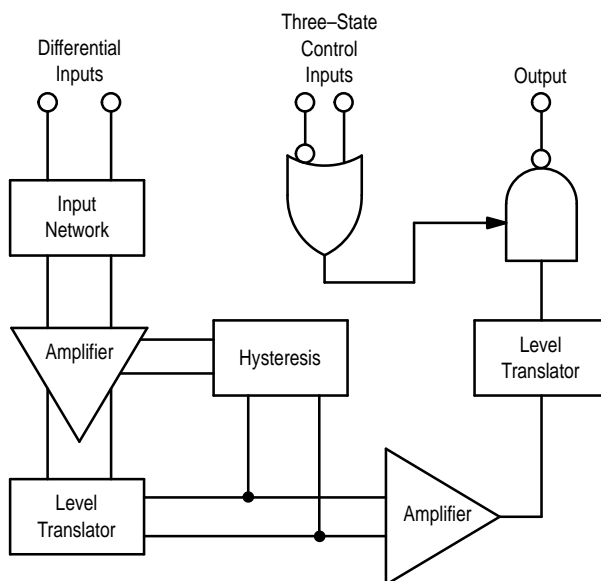 Three–State
Control
Inputs
Differential
Inputs
Output
Input
Network
Amplifier
Hysteresis
Level
Translator
Level
Translator
Amplifier